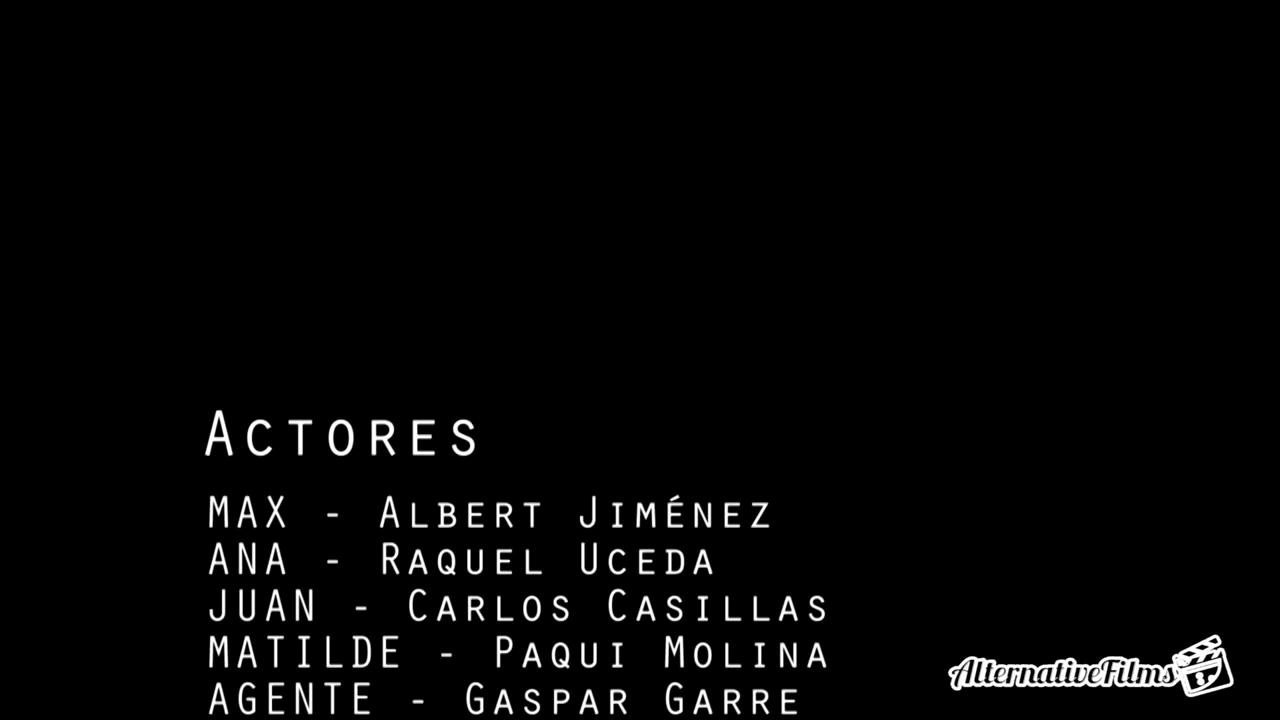 Actores
MAX - Albert Jiménez
ANA - Raquel Uceda
JUAN - Carlos Casillas
MATILDE - Paqui Molina
AGENTE - Gaspar Garre
AlternativeFilms